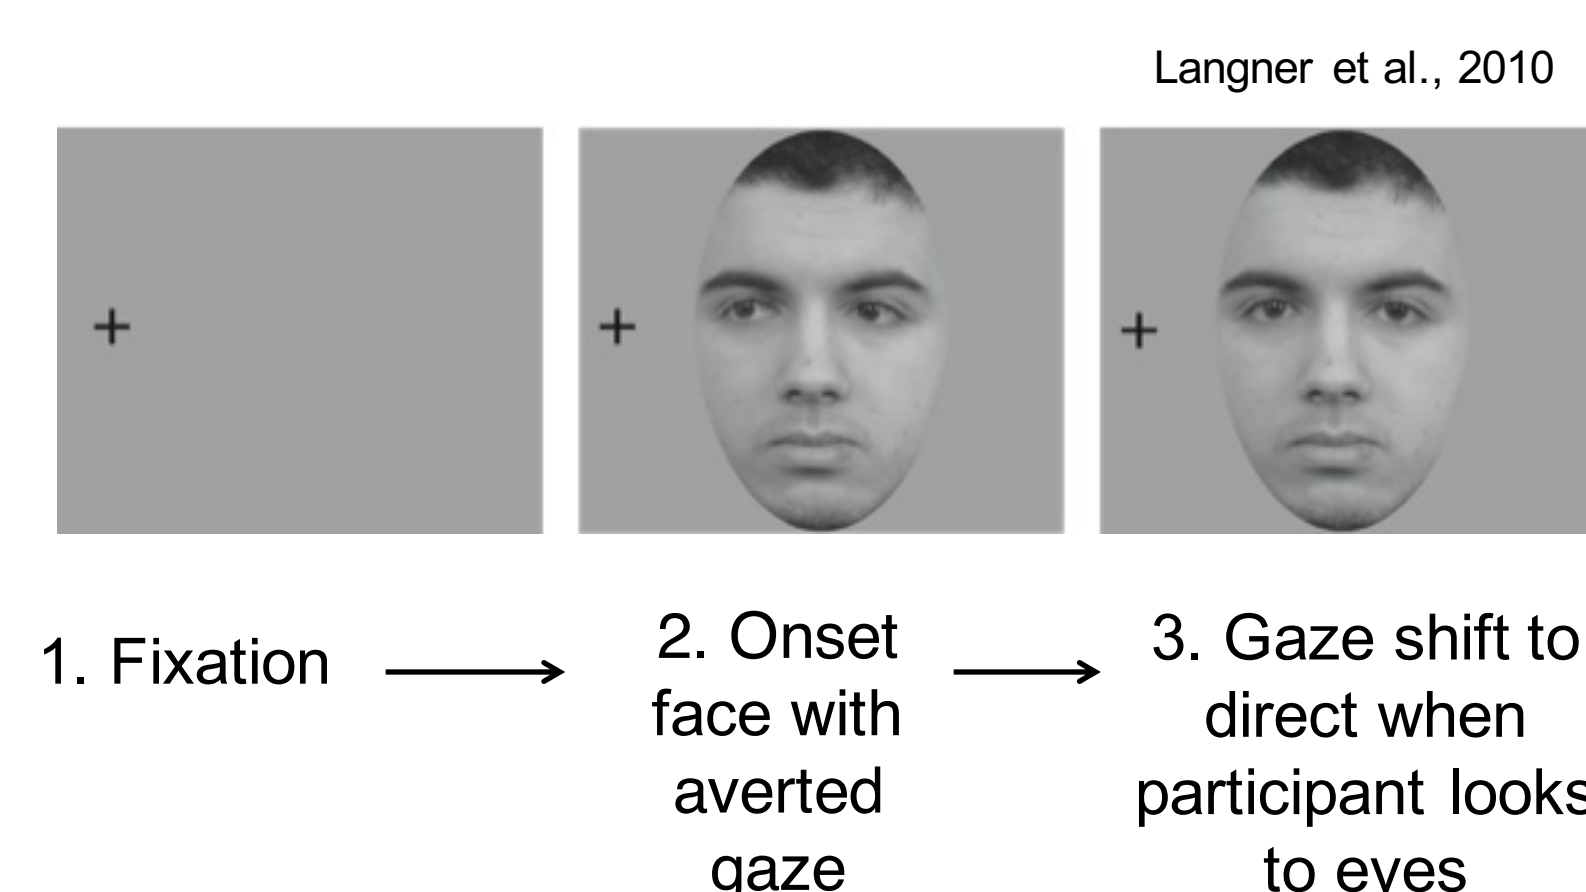 Langner et al., 2010
1. Fixation
2. Onset
face with
averted
gaze
3. Gaze shift to
direct when
participant looks
to eyes